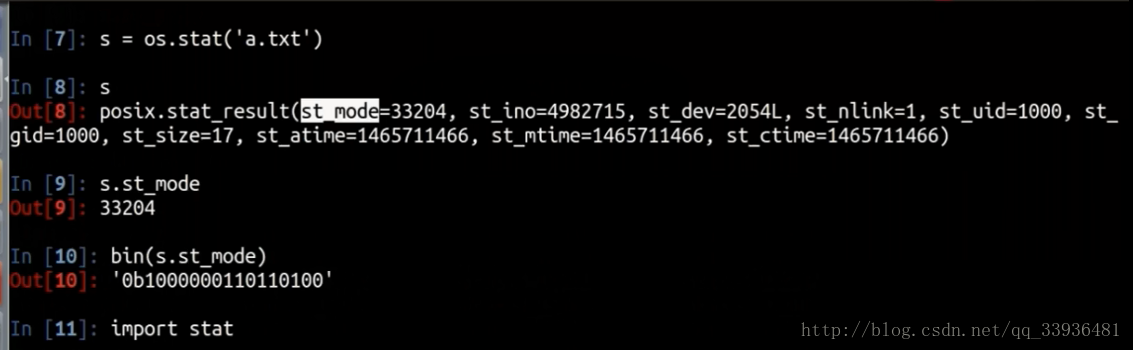 In [7]: s = os.stat('a.txt')
In [8]: s
Out[8]: posix.stat_result(st_mode=33204, st_ino=4982715, st_dev=2054L, st_nlink=1, st_uid=1000, st_
gid=1000, st_size=17, st_atime=1465711466, st_mtime=1465711466, st_ctime=1465711466)
In [9]: s.st_mode
Out[9]: 33204
In [10]: bin(s.st_mode)
Out[10]: '0b1000000110110100'
In [11]: import stat
http://blog.csdn.net/qq_33936481